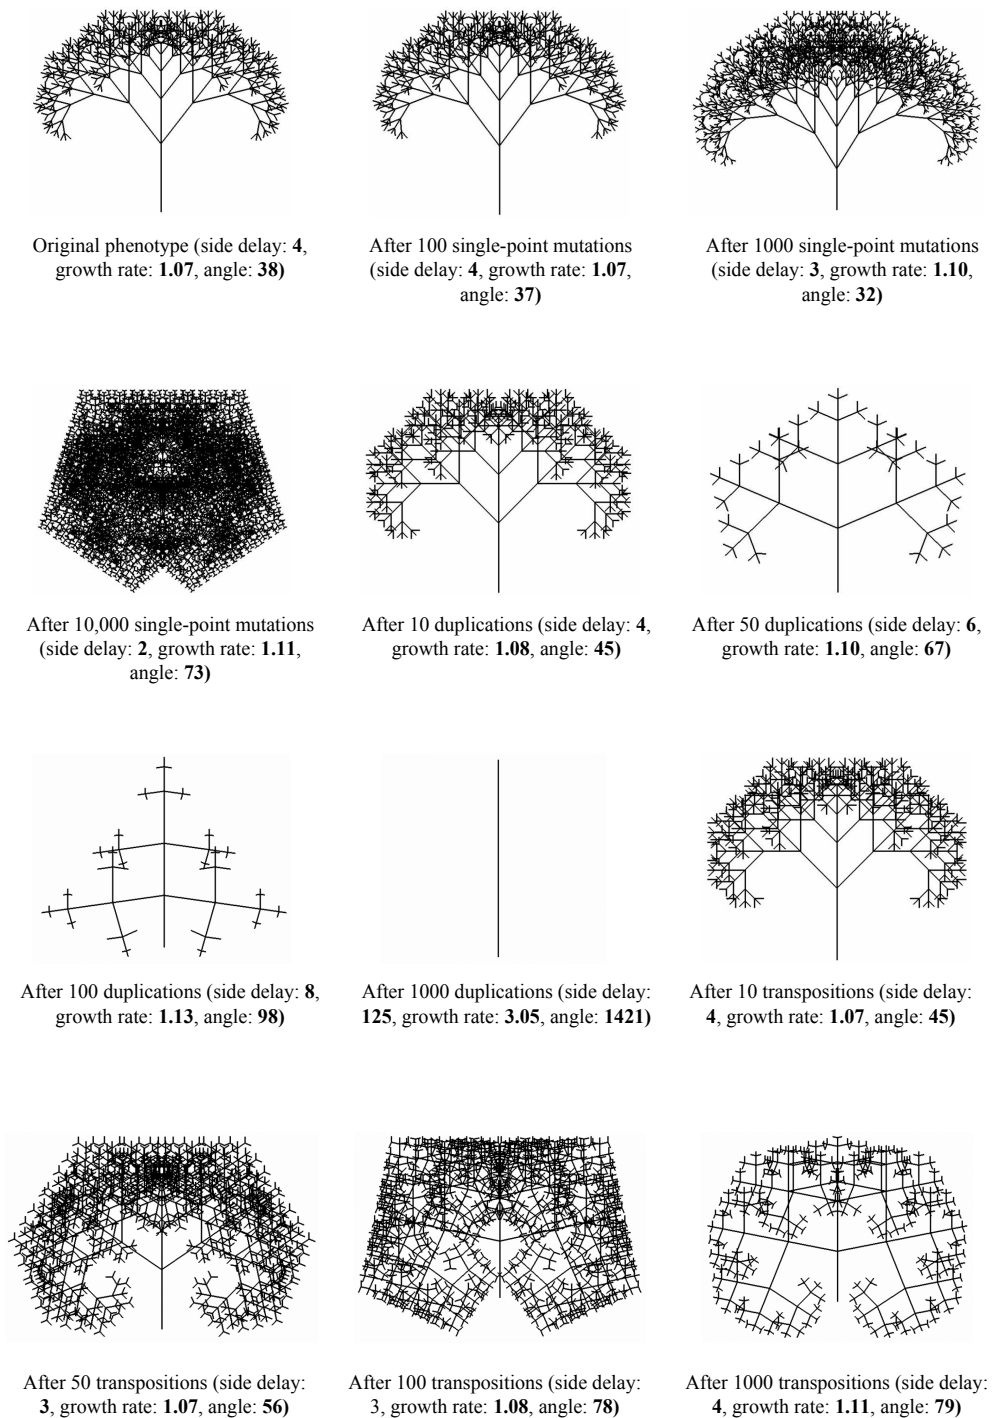 Original phenotype (side delay: 4,
growth rate: 1.07, angle: 38)
After 100 single-point mutations
(side delay: 4, growth rate: 1.07,
angle: 37)
After 1000 single-point mutations
(side delay: 3, growth rate: 1.10,
angle: 32)
After 10,000 single-point mutations
(side delay: 2, growth rate: 1.11,
angle: 73)
After 10 duplications (side delay: 4,
growth rate: 1.08, angle: 45)
After 50 duplications (side delay: 6,
growth rate: 1.10, angle: 67)
After 100 duplications (side delay: 8,
growth rate: 1.13, angle: 98)
After 1000 duplications (side delay:
125, growth rate: 3.05, angle: 1421)
After 10 transpositions (side delay:
4, growth rate: 1.07, angle: 45)
After 50 transpositions (side delay:
3, growth rate: 1.07, angle: 56)
After 100 transpositions (side delay:
3, growth rate: 1.08, angle: 78)
After 1000 transpositions (side delay:
4, growth rate: 1.11, angle: 79)